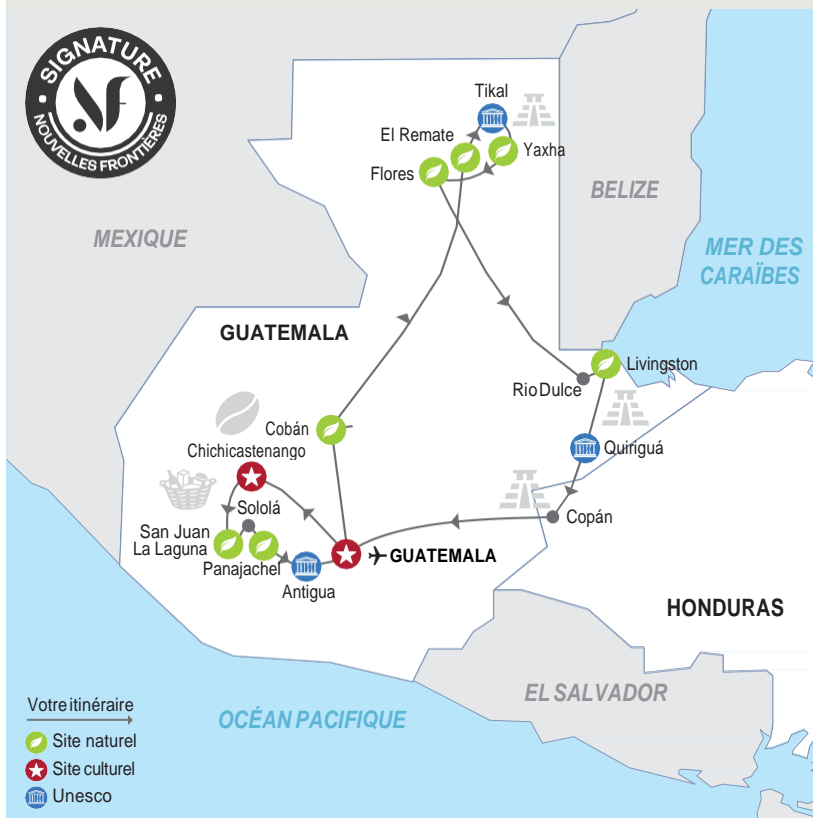 SIGNATURE
NF
NOUVELLES FRONTIÈRES
Tikal
El Remate
Yaxha
Flores
BELIZE
MEXIQUE
MER DES
CARAÏBES
GUATEMALA
Livingston
Rio Dulce
Cobán
Chichicastenango
Quiriguá
Sololá
Copán
San Juan
La Laguna
Panajachel
GUATEMALA
Antigua
HONDURAS
EL SALVADOR
OCÉAN PACIFIQUE
Votre itinéraire
Site naturel
Site culturel
Unesco